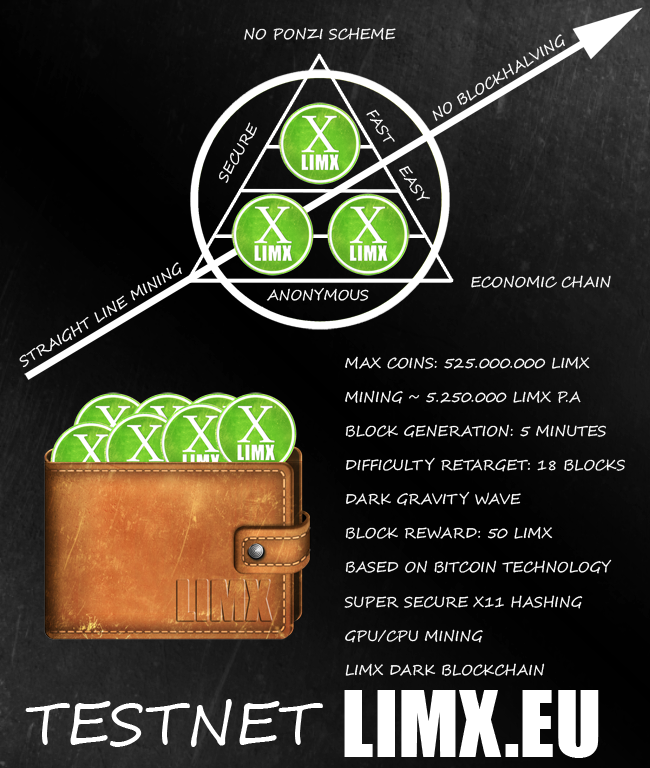 NO PONZI SCHEME
NO BLOCKHALVING
SECURE
FAST
EASY
X
LIMX
X
LIMX
X
LIMX
ANONYMOUS
ECONOMIC CHAIN
STRAIGHT LINE MINING
MAX COINS: 525.000.000 LIMX
MINING ~ 5.250.000 LIMX P.A
BLOCK GENERATION: 5 MINUTES
DIFFICULTY RETARGET: 18 BLOCKS
DARK GRAVITY WAVE
BLOCK REWARD: 50 LIMX
BASED ON BITCOIN TECHNOLOGY
SUPER SECURE X11 HASHING
GPU/CPU MINING
LIMX DARK BLOCKCHAIN
X
X
X
X
X
X
LIMX
LIMX
LIMX
TESTNET LIMX.EU